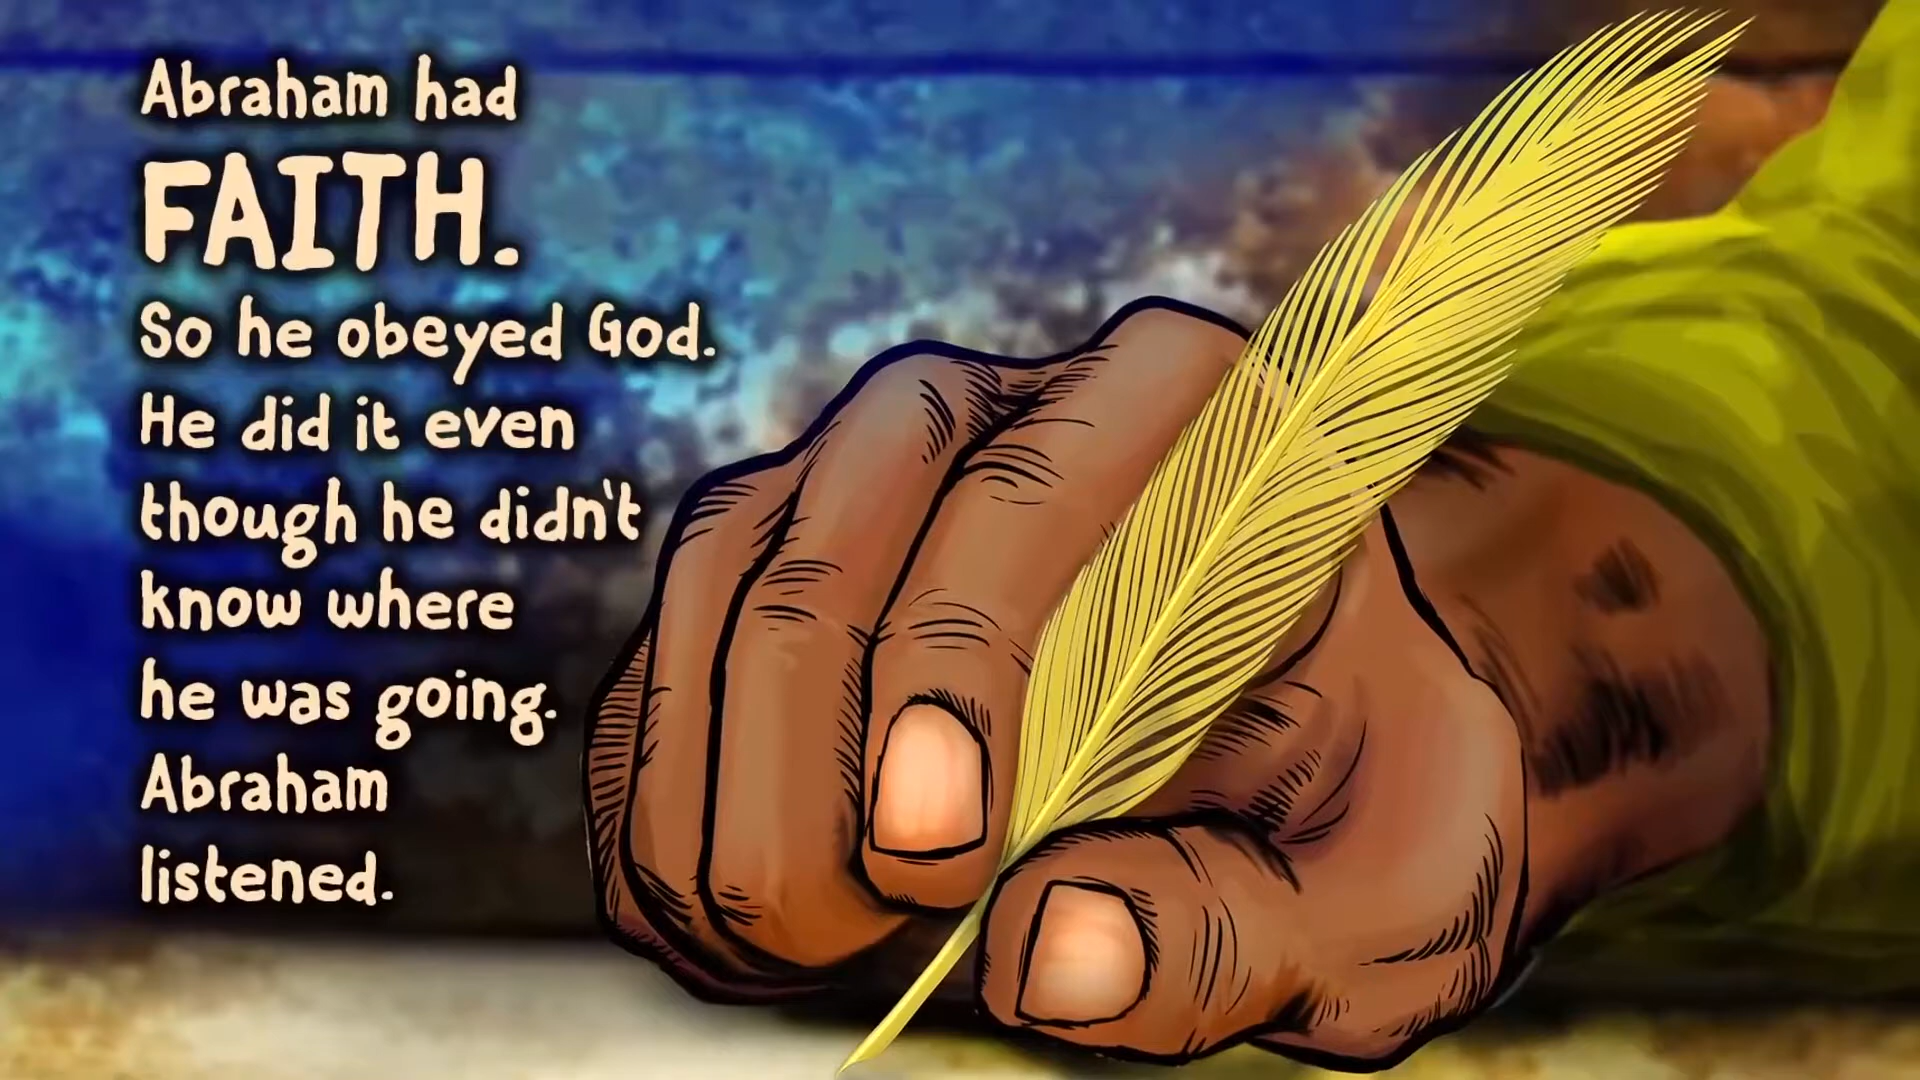 Abraham had
FAITH.
So he obeyed God.
He did it even
though he didn't
know where
he was going.
Abraham
listened.